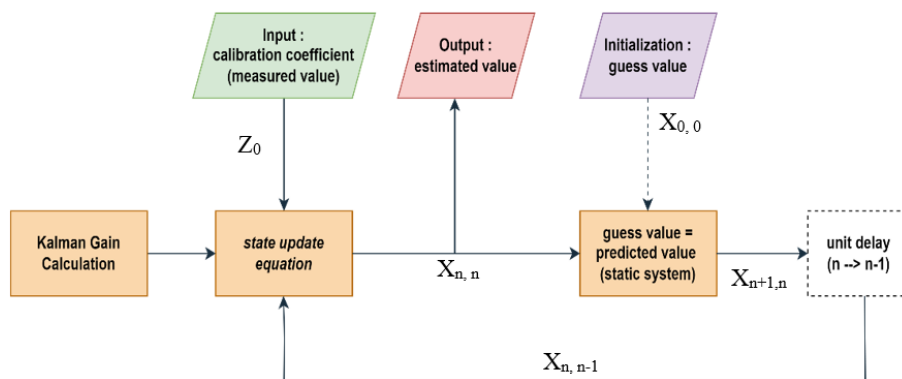 Input :
calibration coefficient
(measured value)
Output :
estimated value
Initialization :
guess value
Z0
X0, 0
Kalman Gain
Calculation
state update
equation
Xn, n
guess value =
predicted value
(static system)
Xn+1,n
unit delay
(n --> n-1)
Xn, n-1